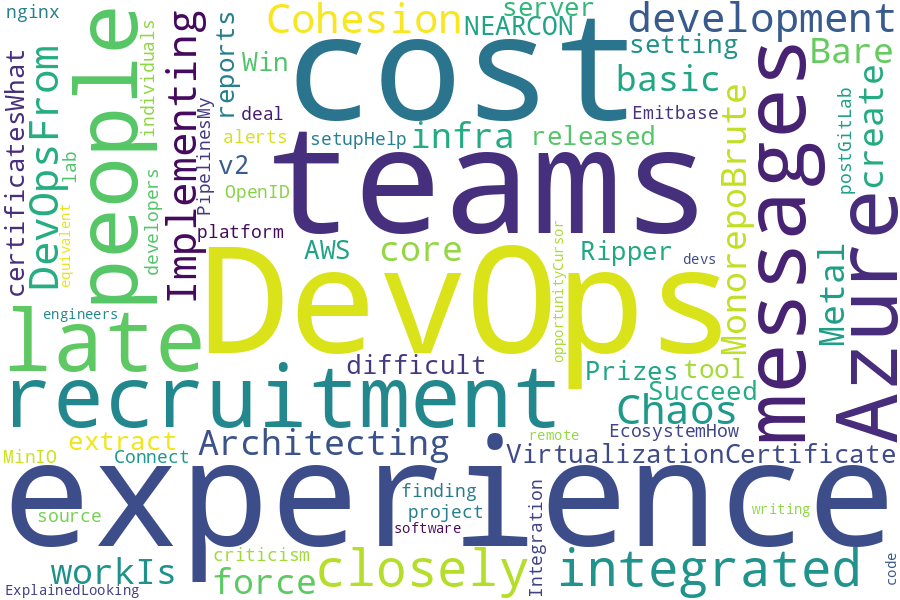 nginx
people
individuals
Implementing
reports
Cohesion
server
NEARCON
development
cost
setting
Win
basic
messages
Bare
certificatesWhat
DevOpsFrom
lab
developers
equivalent
PipelinesMy
deal
alerts
setupHelp
infra
released
Emitbase
MonorepoBrute
postGitLab
create
v2
OpenID
teams
platform
AWS
core
Ripper
devs
Metal
Azure
DevOps
opportunityCursor
engineers
late
difficult
Prizes
tool
Succeed
recruitment
Chaos
extract
Architecting
remote
EcosystemHow
MinIO
Connect
VirtualizationCertificate
experience
finding
project
software
source
writing
Integration
workIs
criticism
force
closely
integrated
code
ExplainedLooking